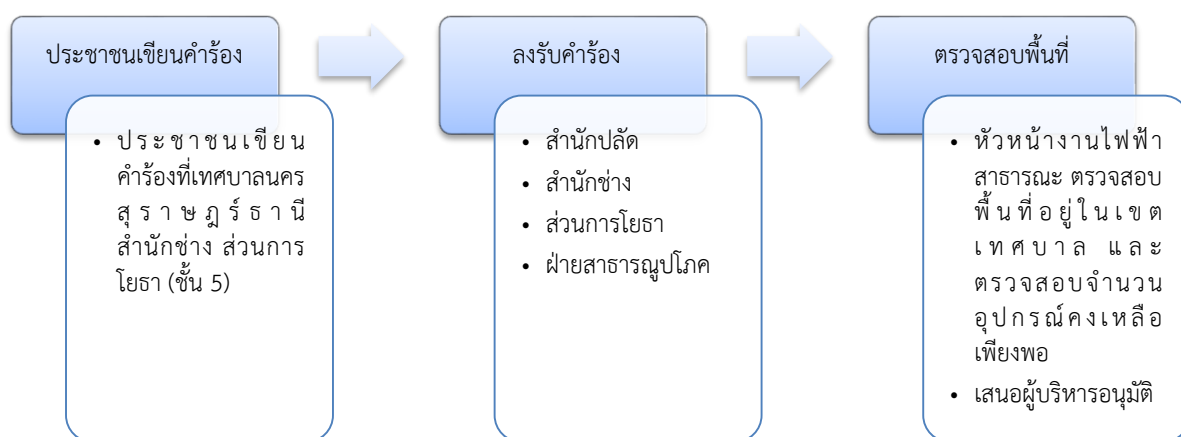 ประชาชนเขียนคำร้อง
• ประชาชนเขียน
คำร้องที่เทศบาลนคร
สุราษฎร์ธานี
สำนักช่าง ส่วนการ
โยธา (ชั้น 5)
ลงรับคำร้อง
• สำนักปลัด
• สำนักช่าง
• ส่วนการโยธา
• ฝ่ายสาธารณูปโภค
ตรวจสอบพื้นที่
• หัวหน้างานไฟฟ้า
สาธารณะ ตรวจสอบ
พื้นที่อยู่ในเขต
เทศบาล และ
ตรวจสอบจำนวน
อุปกรณ์คงเหลือ
เพียงพอ
• เสนอผู้บริหารอนุมัติ